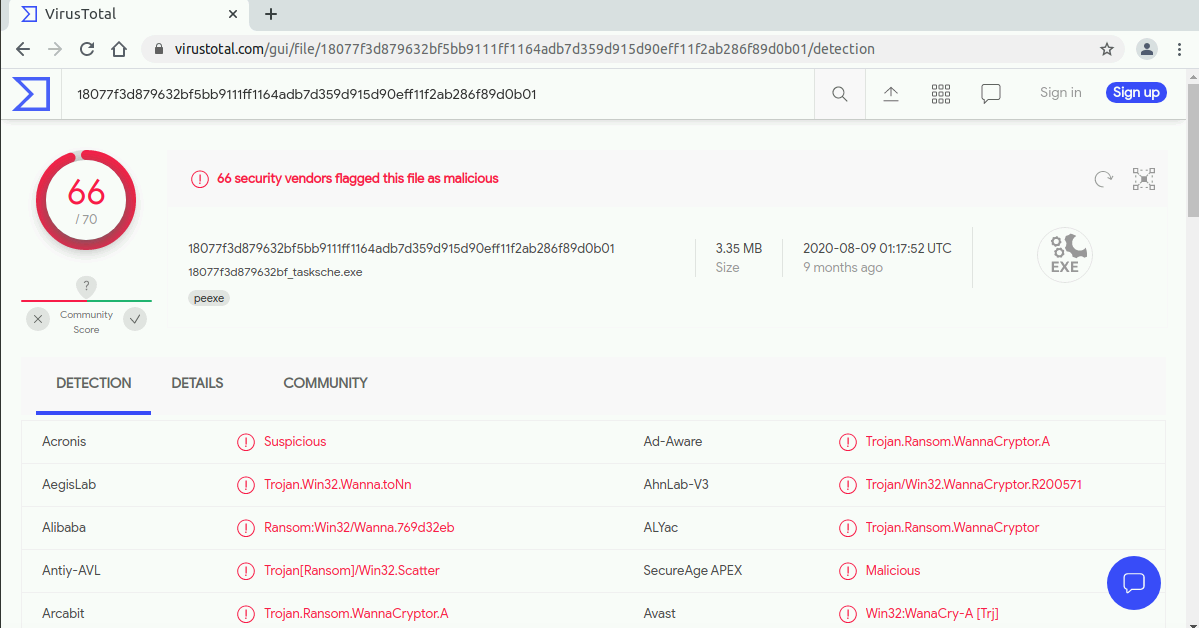 VirusTotal
virustotal.com/gui/file/18077f3d879632bf5bb9111ff1164adb7d359d915d90eff11f2ab286f89d0b01/detection
18077f3d879632bf5bb9111ff1164adb7d359d915d90eff11f2ab286f89d0b01
Sign in
Sign up
66
/ 70
?
Community
Score
66 security vendors flagged this file as malicious
18077f3d879632bf5bb9111ff1164adb7d359d915d90eff11f2ab286f89d0b01
18077f3d879632bf_tasksche.exe
peexe
3.35 MB
Size
2020-08-09 01:17:52 UTC
9 months ago
EXE
DETECTION DETAILS COMMUNITY
Acronis Suspicious Ad-Aware Trojan.Ransom.WannaCryptor.A
AegisLab Trojan.Win32.Wanna.toNn AhnLab-V3 Trojan/Win32.WannaCryptor.R200571
Alibaba Ransom:Win32/Wanna.769d32eb ALYac Trojan.Ransom.WannaCryptor
Antiy-AVL Trojan[Ransom]/Win32.Scatter SecureAge APEX Malicious
Arcabit Trojan.Ransom.WannaCryptor.A Avast Win32:WanaCry-A [Trj]